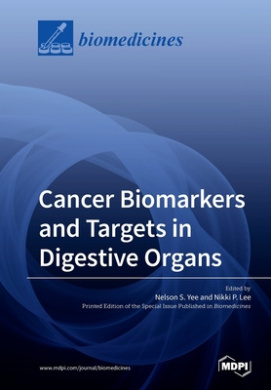 biomedicines
Cancer Biomarkers
and Targets in
Digestive Organs
Edited by
Nelson S. Yee and Nikki P. Lee
Printed Edition of the Special Issue Published in Biomedicines
www.mdpi.com/journal/biomedicines
MDPI